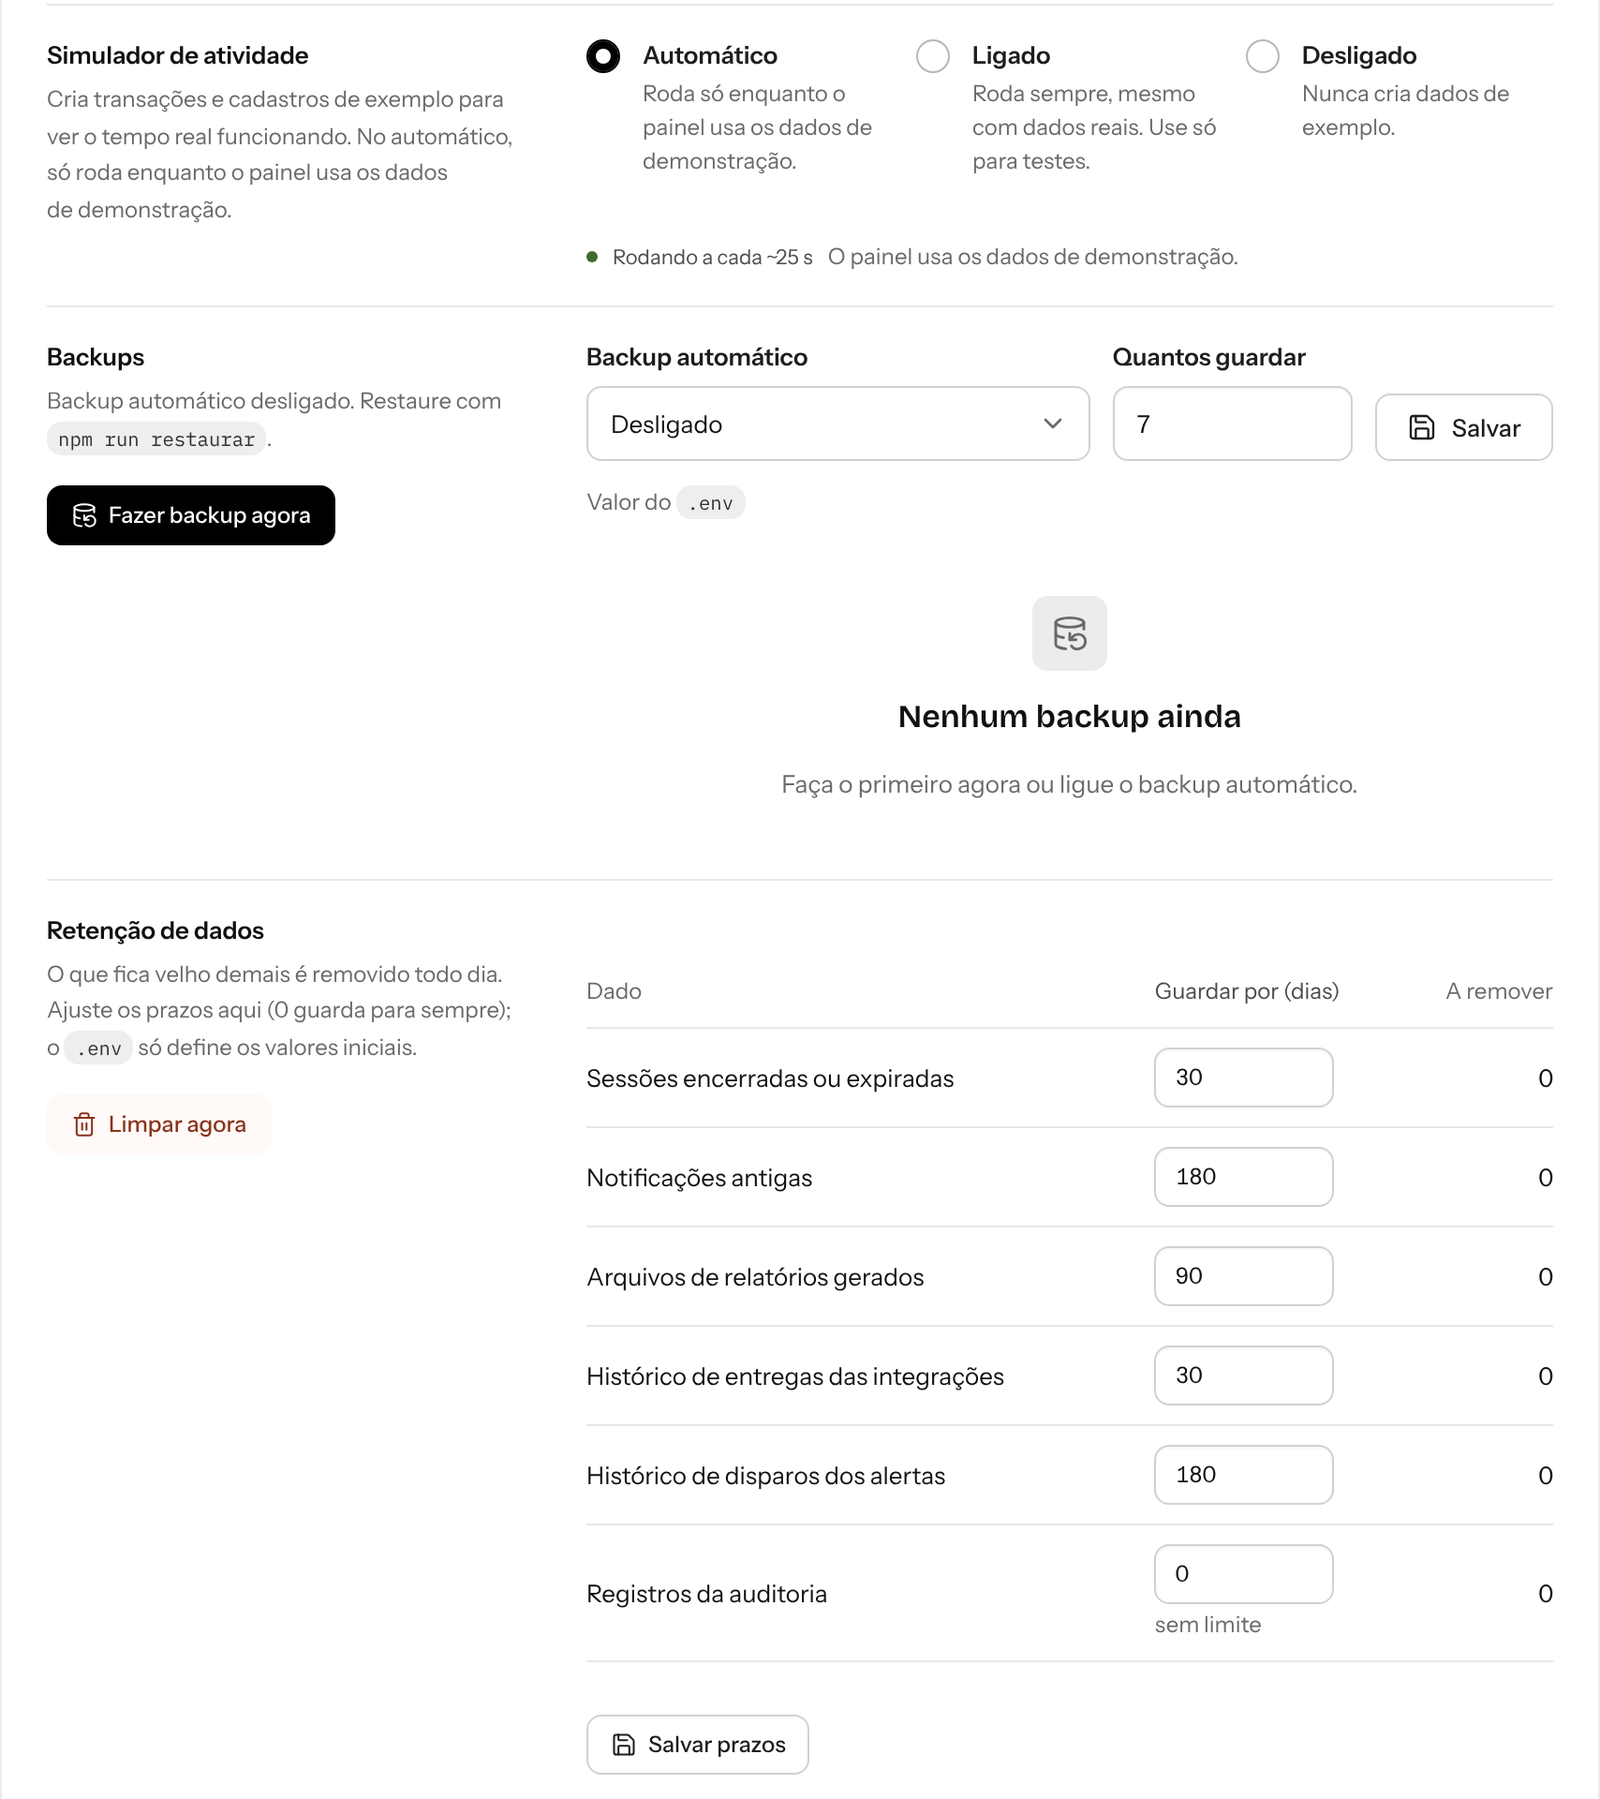 Simulador de atividade
Cria transações e cadastros de exemplo para
ver o tempo real funcionando. No automático,
só roda enquanto o painel usa os dados
de demonstração.
Automático
Roda só enquanto o
painel usa os dados de
demonstração.
Ligado
Roda sempre, mesmo
com dados reais. Use só
para testes.
Desligado
Nunca cria dados de
exemplo.
Rodando a cada ~25 s O painel usa os dados de demonstração.
Backups
Backup automático desligado. Restaure com
npm run restaurar.
Fazer backup agora
Backup automático
Desligado
Quantos guardar
7
Salvar
Valor do .env
Nenhum backup ainda
Faça o primeiro agora ou ligue o backup automático.
Retenção de dados
O que fica velho demais é removido todo dia.
Ajuste os prazos aqui (0 guarda para sempre);
o .env só define os valores iniciais.
Limpar agora
Dado Guardar por (dias) A remover
Sessões encerradas ou expiradas 30 0
Notificações antigas 180 0
Arquivos de relatórios gerados 90 0
Histórico de entregas das integrações 30 0
Histórico de disparos dos alertas 180 0
Registros da auditoria 0 0
sem limite
Salvar prazos